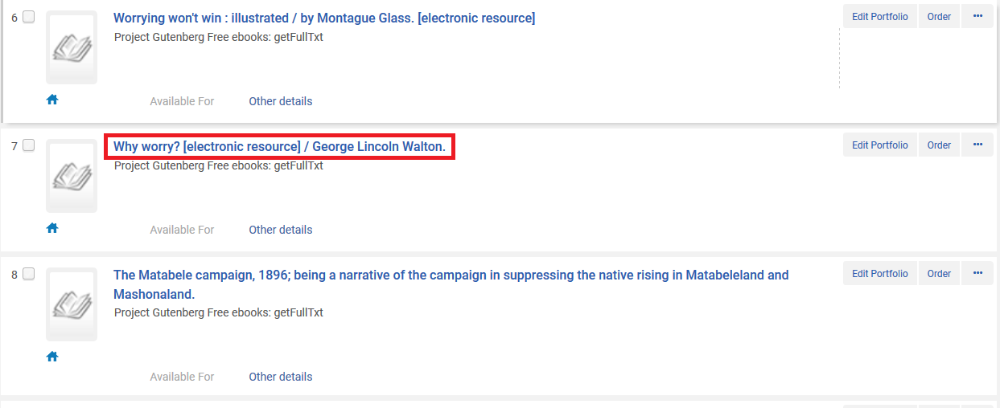 6
Worrying won't win : illustrated / by Montague Glass. [electronic resource]
Edit Portfolio Order ...
Project Gutenberg Free ebooks: getFullTxt
Available For Other details
7
Why worry? [electronic resource] / George Lincoln Walton.
Edit Portfolio Order ...
Project Gutenberg Free ebooks: getFullTxt
Available For Other details
8
The Matabele campaign, 1896; being a narrative of the campaign in suppressing the native rising in Matabeleland and
Mashonaland.
Edit Portfolio Order ...
Project Gutenberg Free ebooks: getFullTxt
Available For Other details